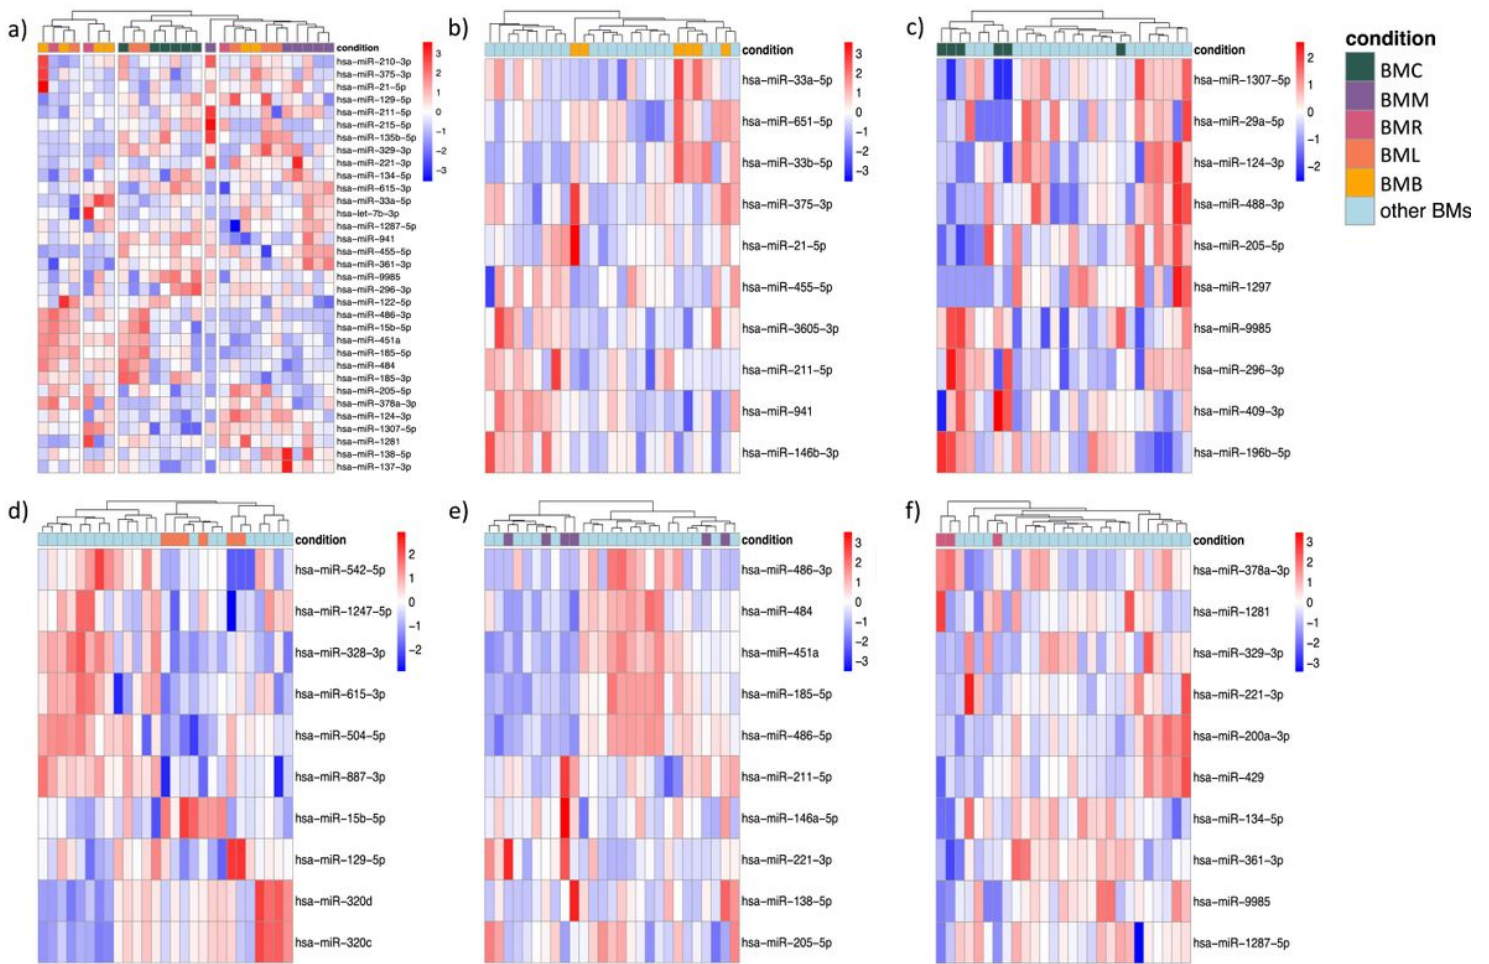 a)
condition
hsa-miR-210-3p
hsa-miR-375-3p
hsa-miR-21-5p
hsa-miR-129-5p
hsa-miR-211-5p
hsa-miR-215-5p
hsa-miR-135b-5p
hsa-miR-329-3p
hsa-miR-221-3p
hsa-miR-134-5p
hsa-miR-615-3p
hsa-miR-33a-5p
hsa-let-7b-3p
hsa-miR-1287-5p
hsa-miR-941
hsa-miR-455-5p
hsa-miR-361-3p
hsa-miR-9985
hsa-miR-296-3p
hsa-miR-122-5p
hsa-miR-486-3p
hsa-miR-15b-5p
hsa-miR-451a
hsa-miR-185-5p
hsa-miR-484
hsa-miR-185-3p
hsa-miR-205-5p
hsa-miR-378a-3p
hsa-miR-124-3p
hsa-miR-1307-5p
hsa-miR-1281
hsa-miR-138-5p
hsa-miR-137-3p
3
2
1
0
-1
-2
-3
b)
condition
hsa-miR-33a-5p
hsa-miR-651-5p
hsa-miR-33b-5p
hsa-miR-375-3p
hsa-miR-21-5p
hsa-miR-455-5p
hsa-miR-3605-3p
hsa-miR-211-5p
hsa-miR-941
hsa-miR-146b-3p
3
2
1
0
-1
-2
-3
c)
condition
hsa-miR-1307-5p
hsa-miR-29a-5p
hsa-miR-124-3p
hsa-miR-488-3p
hsa-miR-205-5p
hsa-miR-1297
hsa-miR-9985
hsa-miR-296-3p
hsa-miR-409-3p
hsa-miR-196b-5p
2
1
0
-1
-2
condition
BMC
BMM
BMR
BML
BMB
other BMs
d)
condition
hsa-miR-542-5p
hsa-miR-1247-5p
hsa-miR-328-3p
hsa-miR-615-3p
hsa-miR-504-5p
hsa-miR-887-3p
hsa-miR-15b-5p
hsa-miR-129-5p
hsa-miR-320d
hsa-miR-320c
2
1
0
-1
-2
e)
condition
hsa-miR-486-3p
hsa-miR-484
hsa-miR-451a
hsa-miR-185-5p
hsa-miR-486-5p
hsa-miR-211-5p
hsa-miR-146a-5p
hsa-miR-221-3p
hsa-miR-138-5p
hsa-miR-205-5p
3
2
1
0
-1
-2
-3
f)
condition
hsa-miR-378a-3p
hsa-miR-1281
hsa-miR-329-3p
hsa-miR-221-3p
hsa-miR-200a-3p
hsa-miR-429
hsa-miR-134-5p
hsa-miR-361-3p
hsa-miR-9985
hsa-miR-1287-5p
3
2
1
0
-1
-2
-3